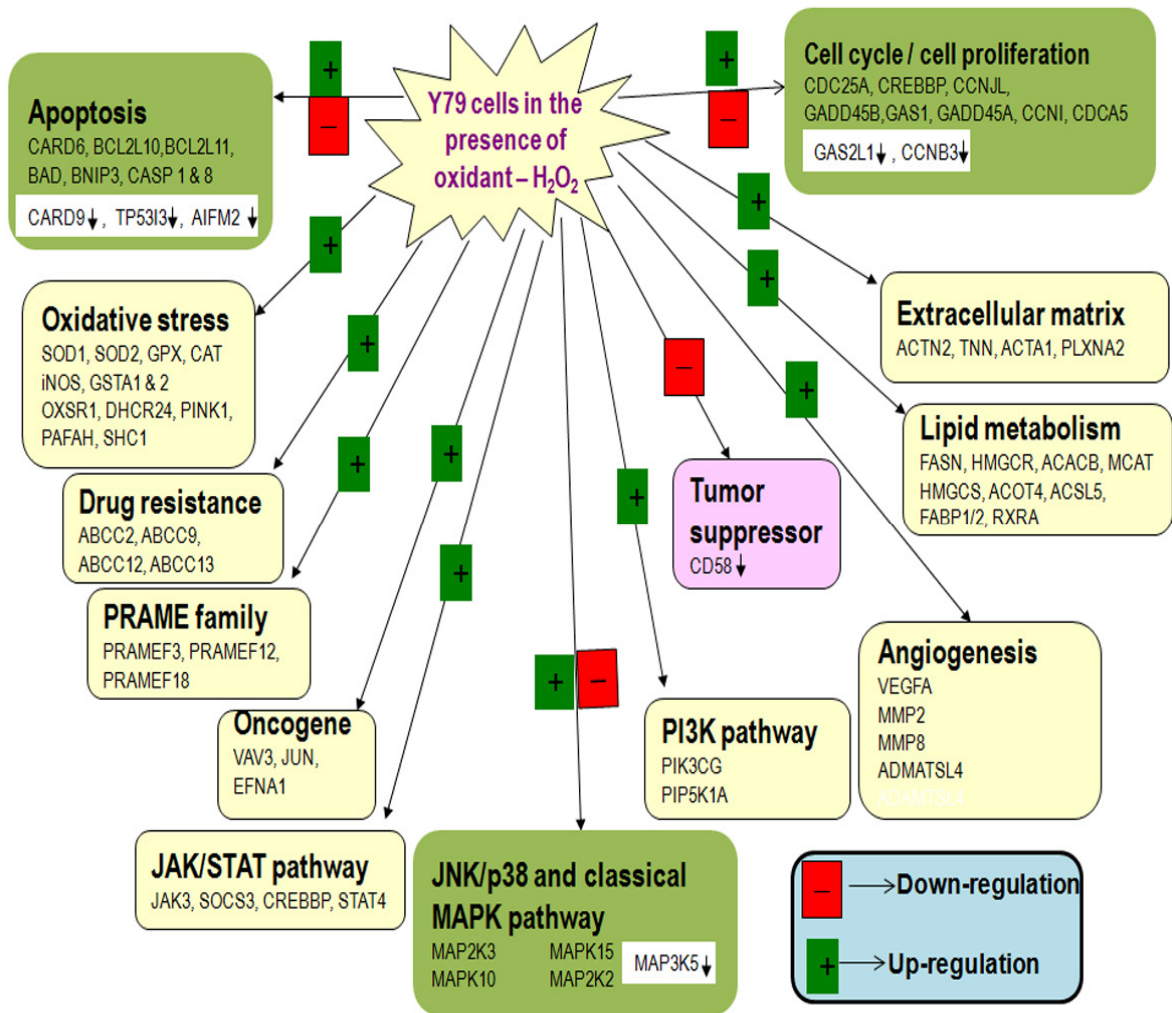 Y79 cells in the
presence of
oxidant – H₂O₂
+
−
Apoptosis
CARD6, BCL2L10,BCL2L11,
BAD, BNIP3, CASP 1 & 8
CARD9↓, TP53I3↓, AIFM2 ↓
+
−
Cell cycle / cell proliferation
CDC25A, CREBBP, CCNJL,
GADD45B,GAS1, GADD45A, CCNI, CDCA5
GAS2L1↓ , CCNB3↓
+
Oxidative stress
SOD1, SOD2, GPX, CAT
iNOS, GSTA1 & 2
OXSR1, DHCR24, PINK1,
PAFAH, SHC1
+
Extracellular matrix
ACTN2, TNN, ACTA1, PLXNA2
+
Lipid metabolism
FASN, HMGCR, ACACB, MCAT
HMGCS, ACOT4, ACSL5,
FABP1/2, RXRA
+
Drug resistance
ABCC2, ABCC9,
ABCC12, ABCC13
−
Tumor
suppressor
CD58 ↓
+
PRAME family
PRAMEF3, PRAMEF12,
PRAMEF18
+
Oncogene
VAV3, JUN,
EFNA1
+
JAK/STAT pathway
JAK3, SOCS3, CREBBP, STAT4
+ −
JNK/p38 and classical
MAPK pathway
MAP2K3 MAPK15
MAPK10 MAP2K2
MAP3K5↓
+
PI3K pathway
PIK3CG
PIP5K1A
+
Angiogenesis
VEGFA
MMP2
MMP8
ADMATSL4
ADAMTSL4
− Down-regulation
+ Up-regulation